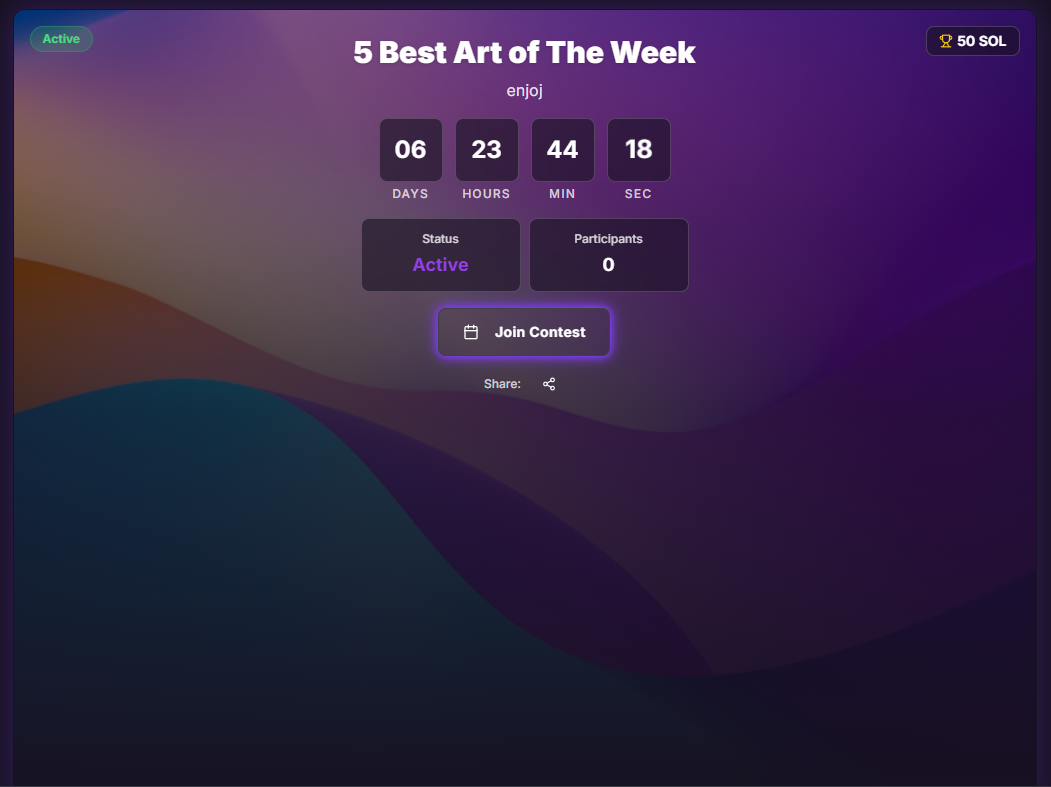 Active
50 SOL
5 Best Art of The Week
enjoj
06 23 44 18
DAYS HOURS MIN SEC
Status Participants
Active 0
Join Contest
Share: